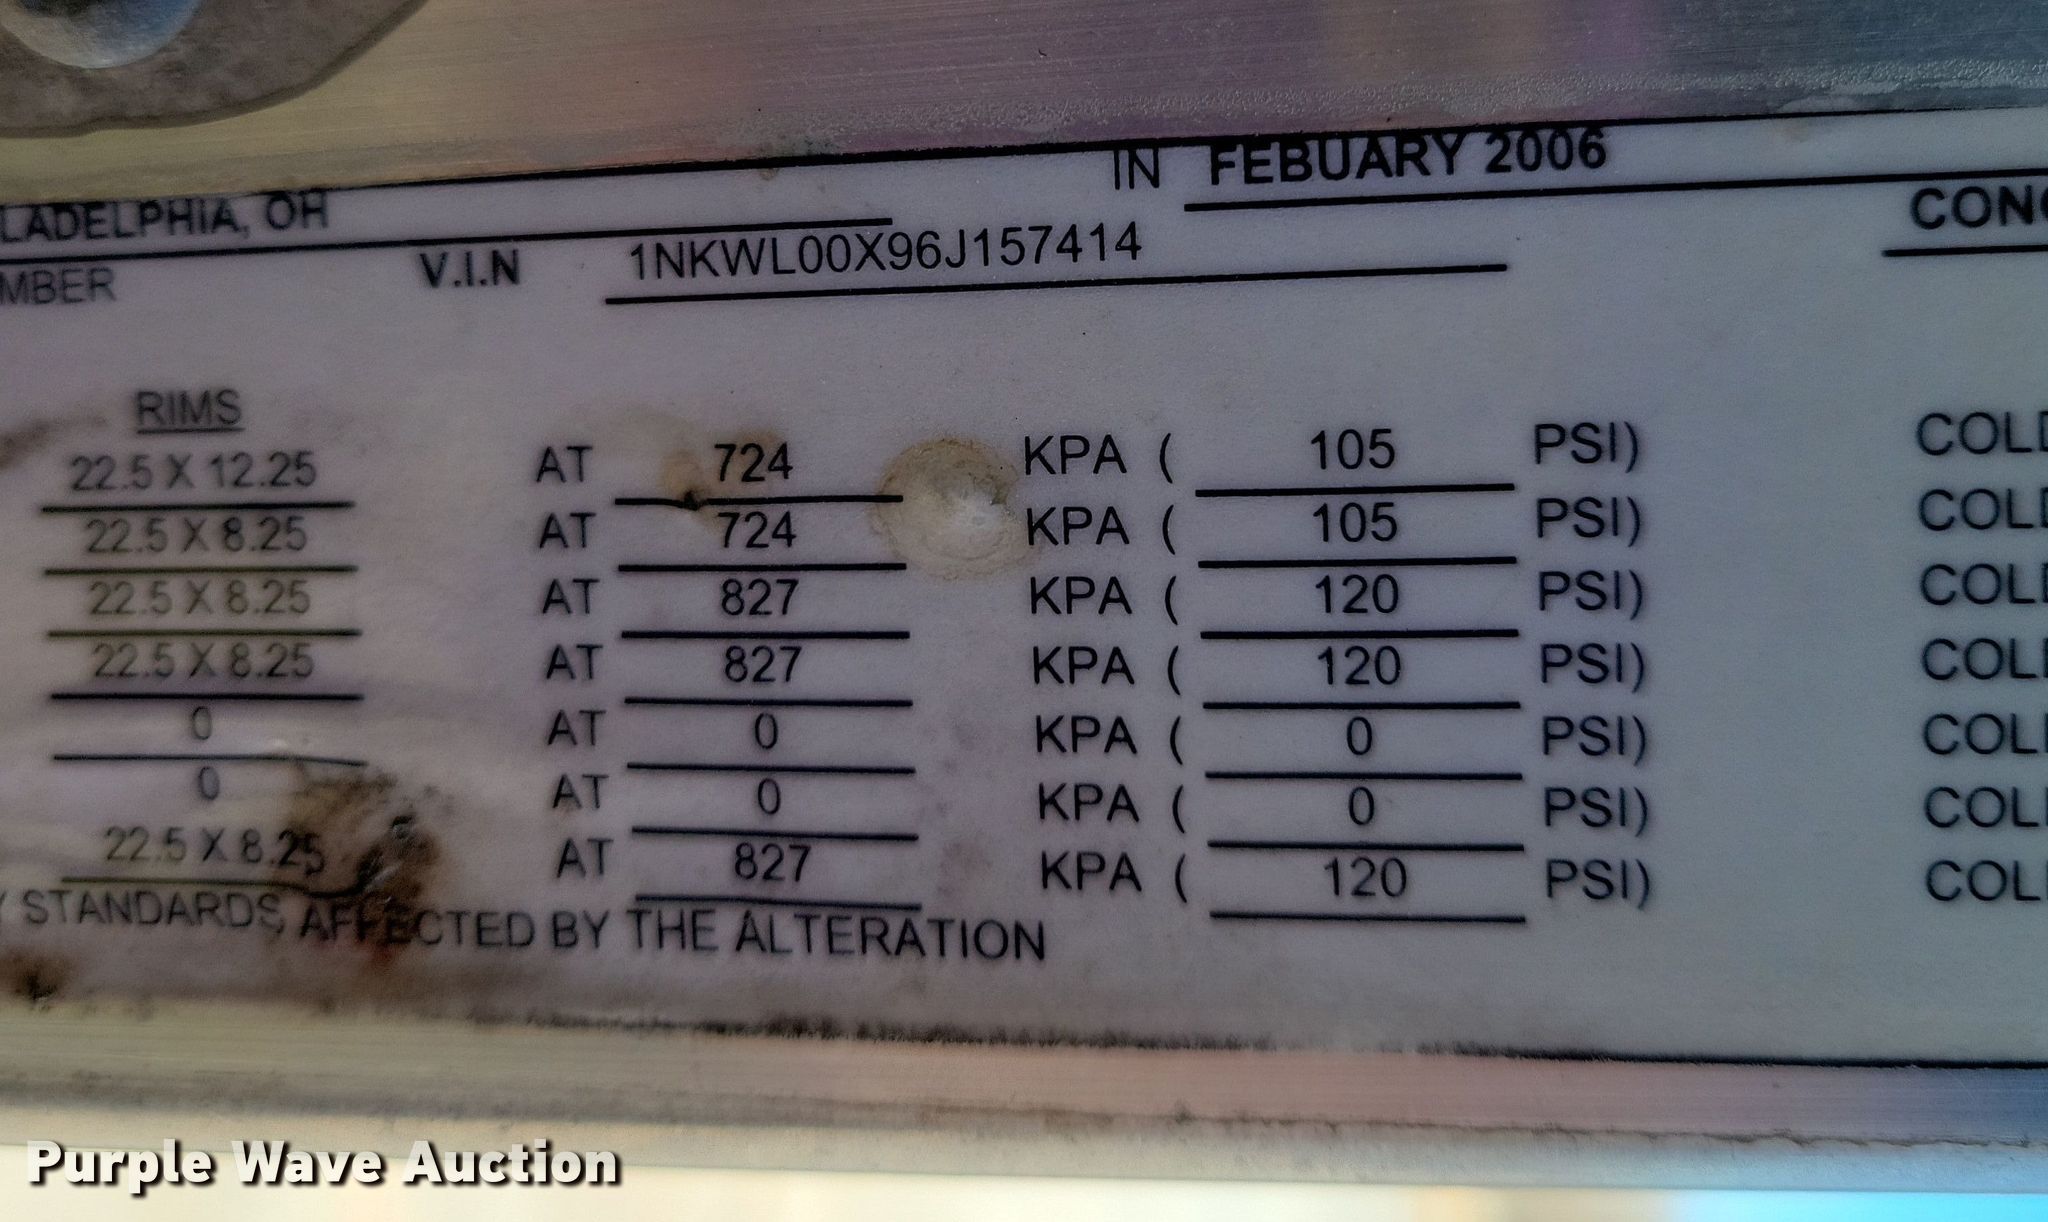 IN FEBUARY 2006
LADELPHIA, OH CONC
MBER V.I.N 1NKWL00X96J157414
RIMS
22.5 X 12.25 AT 724 KPA ( 105 PSI) COLD
22.5 X 8.25 AT 724 KPA ( 105 PSI) COLD
22.5 X 8.25 AT 827 KPA ( 120 PSI) COLD
22.5 X 8.25 AT 827 KPA ( 120 PSI) COLD
0 AT 0 KPA ( 0 PSI) COLD
0 AT 0 KPA ( 0 PSI) COLD
22.5 X 8.25 AT 827 KPA ( 120 PSI) COLD
Y STANDARDS AFFECTED BY THE ALTERATION
Purple Wave Auction